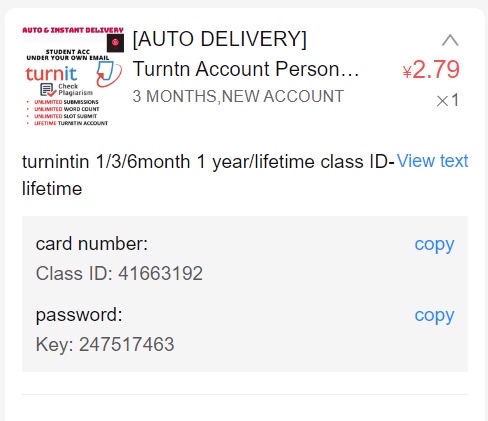 AUTO & INSTANT DELIVERY
STUDENT ACC
UNDER YOUR OWN EMAIL
turnit
Check
Plagiarism
• UNLIMITED SUBMISSIONS
• UNLIMITED WORD COUNT
• UNLIMITED SLOT SUBMIT
• LIFETIME TURNITIN ACCOUNT
[AUTO DELIVERY]
Turntn Account Person…
¥2.79
3 MONTHS,NEW ACCOUNT
×1
turnintin 1/3/6month 1 year/lifetime class ID-
View text
lifetime
card number:
copy
Class ID: 41663192
password:
copy
Key: 247517463